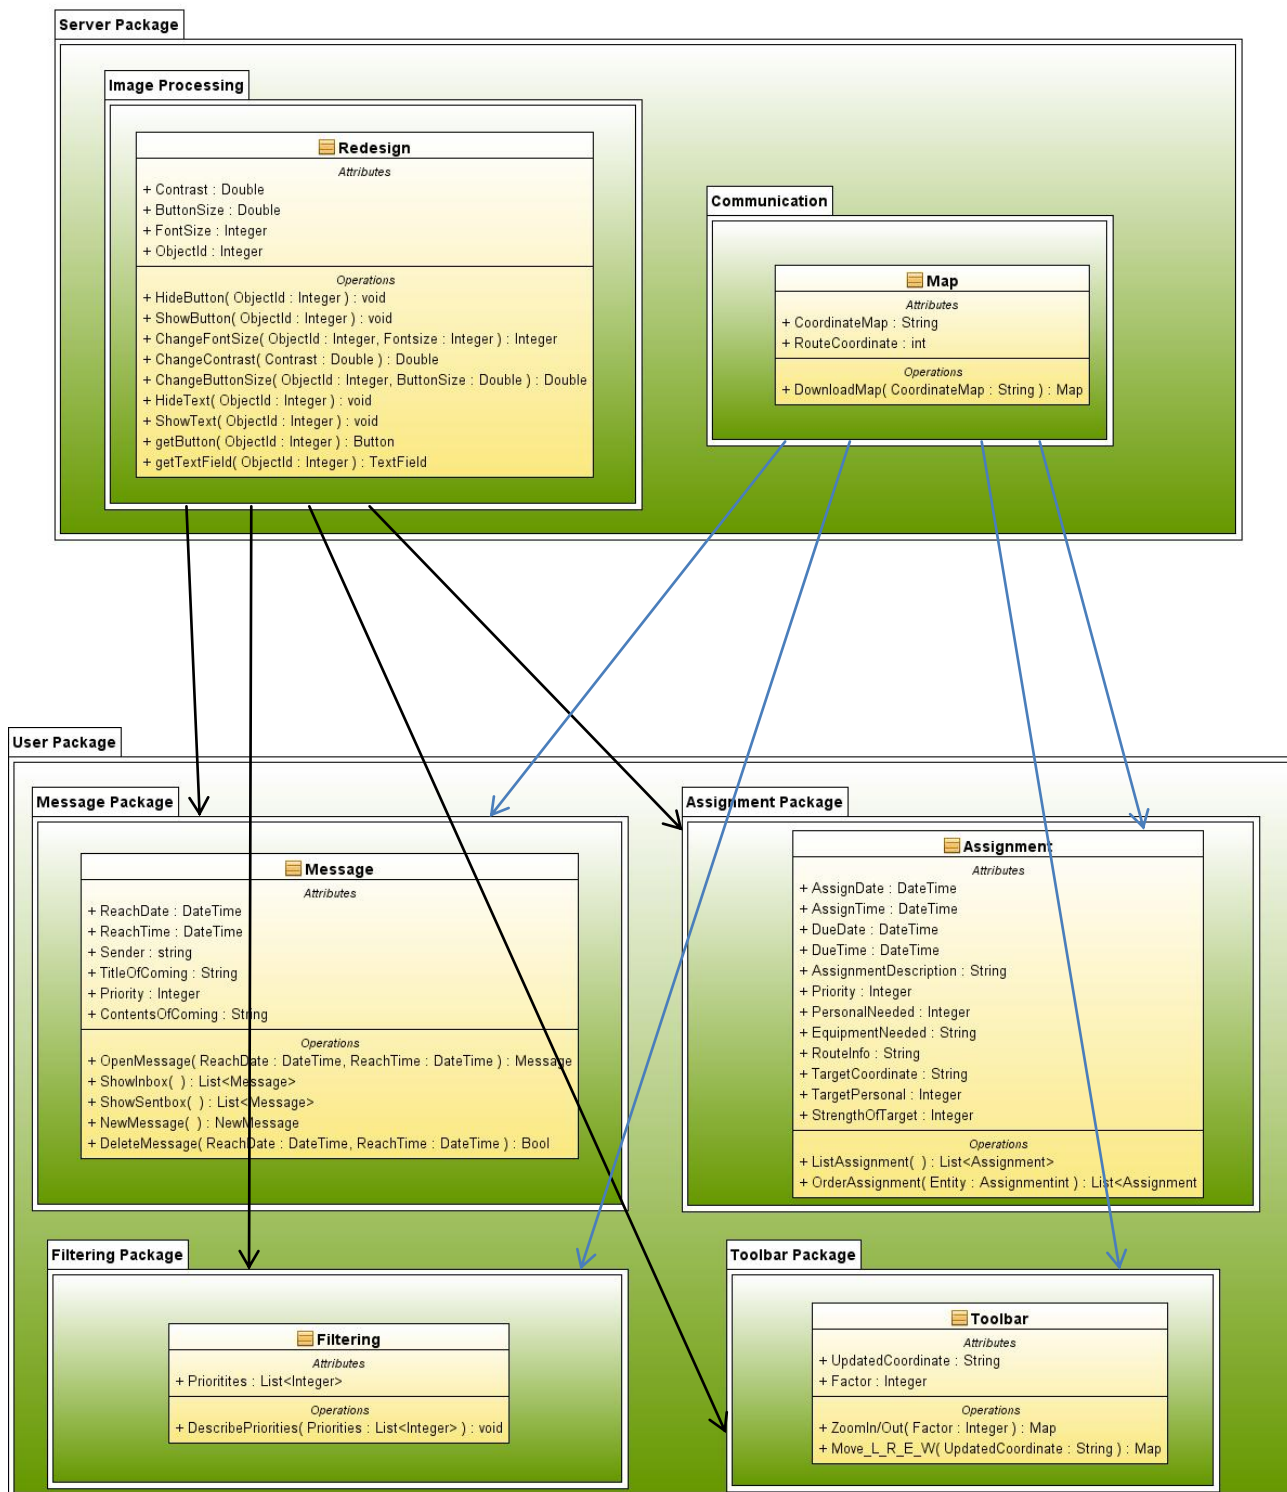 Server Package
Image Processing
Redesign
Attributes
+ Contrast : Double
+ ButtonSize : Double
+ FontSize : Integer
+ ObjectId : Integer
Operations
+ HideButton( ObjectId : Integer ) : void
+ ShowButton( ObjectId : Integer ) : void
+ ChangeFontSize( ObjectId : Integer, Fontsize : Integer ) : Integer
+ ChangeContrast( Contrast : Double ) : Double
+ ChangeButtonSize( ObjectId : Integer, ButtonSize : Double ) : Double
+ HideText( ObjectId : Integer ) : void
+ ShowText( ObjectId : Integer ) : void
+ getButton( ObjectId : Integer ) : Button
+ getTextField( ObjectId : Integer ) : TextField
Communication
Map
Attributes
+ CoordinateMap : String
+ RouteCoordinate : int
Operations
+ DownloadMap( CoordinateMap : String ) : Map
User Package
Message Package
Message
Attributes
+ ReachDate : DateTime
+ ReachTime : DateTime
+ Sender : string
+ TitleOfComing : String
+ Priority : Integer
+ ContentsOfComing : String
Operations
+ OpenMessage( ReachDate : DateTime, ReachTime : DateTime ) : Message
+ ShowInbox(  ) : List<Message>
+ ShowSentbox(  ) : List<Message>
+ NewMessage(  ) : NewMessage
+ DeleteMessage( ReachDate : DateTime, ReachTime : DateTime ) : Bool
Assignment Package
Assignment
Attributes
+ AssignDate : DateTime
+ AssignTime : DateTime
+ DueDate : DateTime
+ DueTime : DateTime
+ AssignmentDescription : String
+ Priority : Integer
+ PersonalNeeded : Integer
+ EquipmentNeeded : String
+ RouteInfo : String
+ TargetCoordinate : String
+ TargetPersonal : Integer
+ StrengthOfTarget : Integer
Operations
+ ListAssignment(  ) : List<Assignment>
+ OrderAssignment( Entity : Assignmentint ) : List<Assignment
Filtering Package
Filtering
Attributes
+ Prioritites : List<Integer>
Operations
+ DescribePriorities( Priorities : List<Integer> ) : void
Toolbar Package
Toolbar
Attributes
+ UpdatedCoordinate : String
+ Factor : Integer
Operations
+ ZoomIn/Out( Factor : Integer ) : Map
+ Move_L_R_E_W( UpdatedCoordinate : String ) : Map